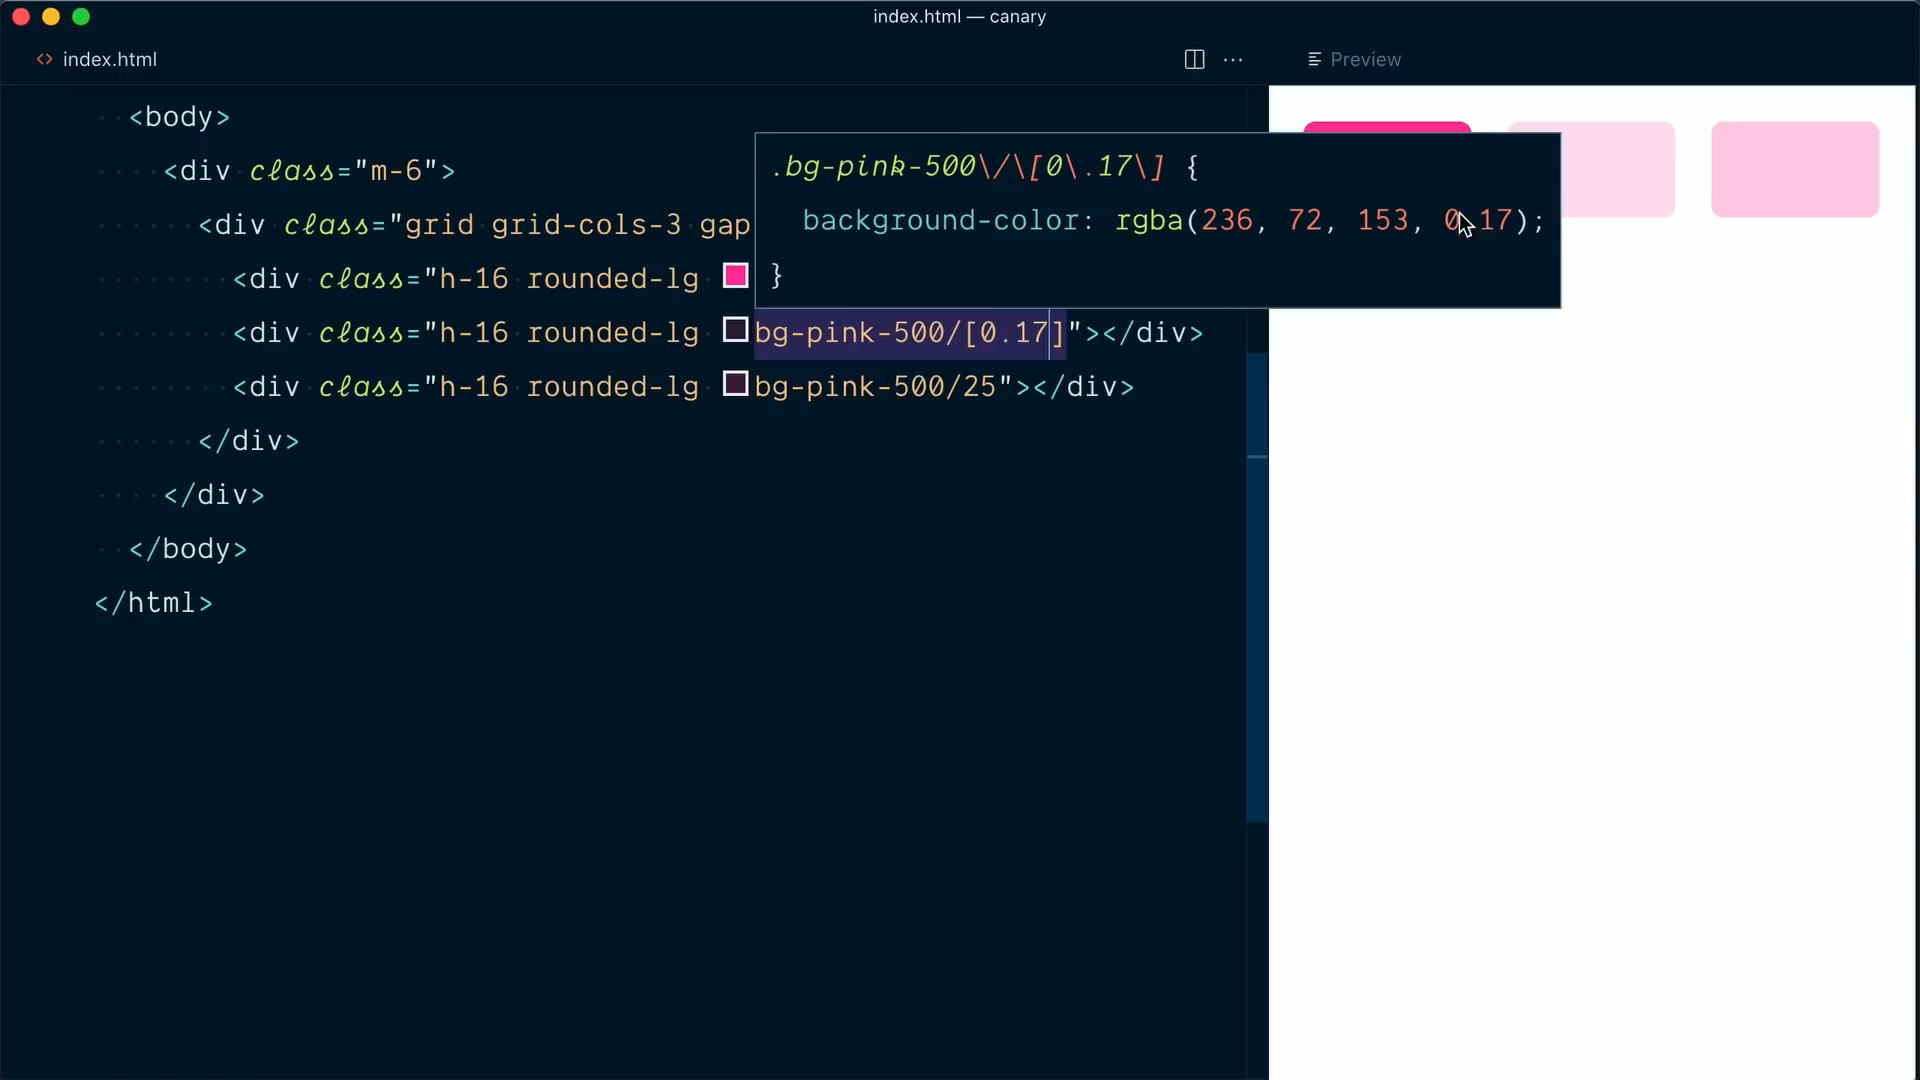 index.html — canary
index.html
Preview
<body>
<div class="m-6">
<div class="grid grid-cols-3 gap
<div class="h-16 rounded-lg
<div class="h-16 rounded-lg bg-pink-500/[0.17]"></div>
<div class="h-16 rounded-lg bg-pink-500/25"></div>
</div>
</div>
</body>
</html>
.bg-pink-500\/\[0\.17\] {
background-color: rgba(236, 72, 153, 0.17);
}